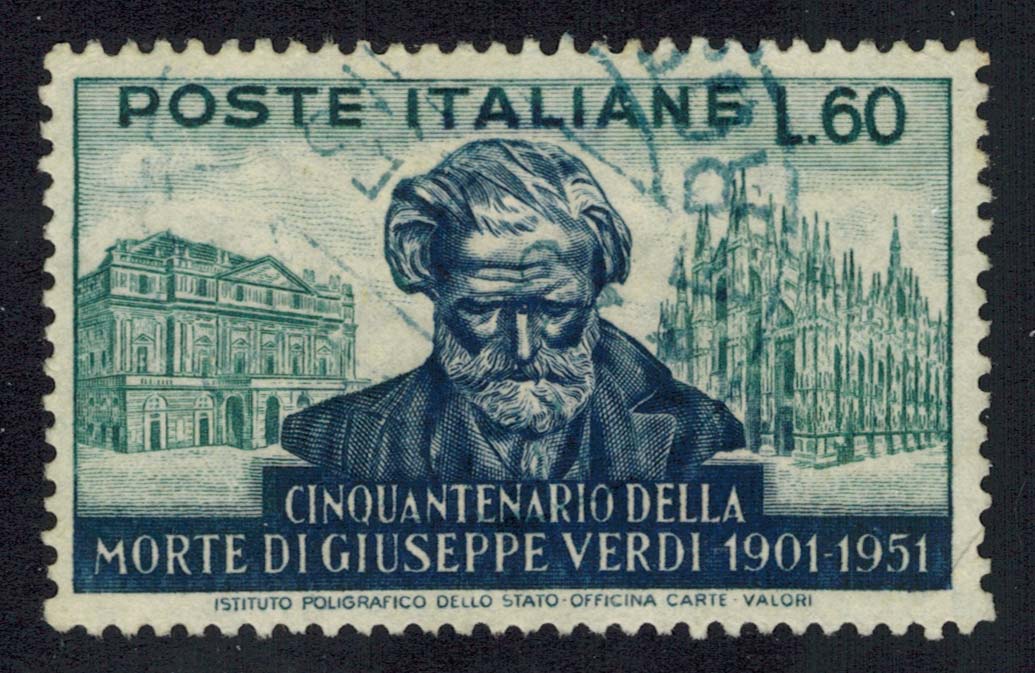 POSTE ITALIANE L.60
CINQUANTENARIO DELLA
MORTE DI GIUSEPPE VERDI 1901-1951
ISTITUTO POLIGRAFICO DELLO STATO-OFFICINA CARTE-VALORI